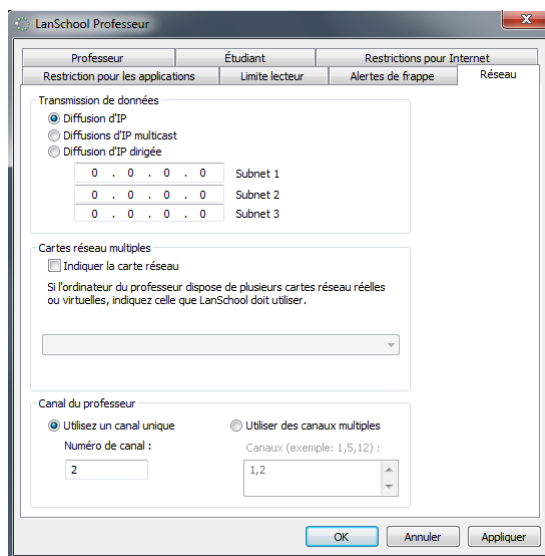 LanSchool Professeur
Professeur
Étudiant
Restrictions pour Internet
Restriction pour les applications
Limite lecteur
Alertes de frappe
Réseau
Transmission de données
Diffusion d'IP
Diffusions d'IP multicast
Diffusion d'IP dirigée
0 . 0 . 0 . 0 Subnet 1
0 . 0 . 0 . 0 Subnet 2
0 . 0 . 0 . 0 Subnet 3
Cartes réseau multiples
Indiquer la carte réseau
Si l'ordinateur du professeur dispose de plusieurs cartes réseau réelles
ou virtuelles, indiquez celle que LanSchool doit utiliser.
Canal du professeur
Utilisez un canal unique
Utiliser des canaux multiples
Numéro de canal :
Canaux (exemple: 1,5,12) :
2
1,2
OK
Annuler
Appliquer